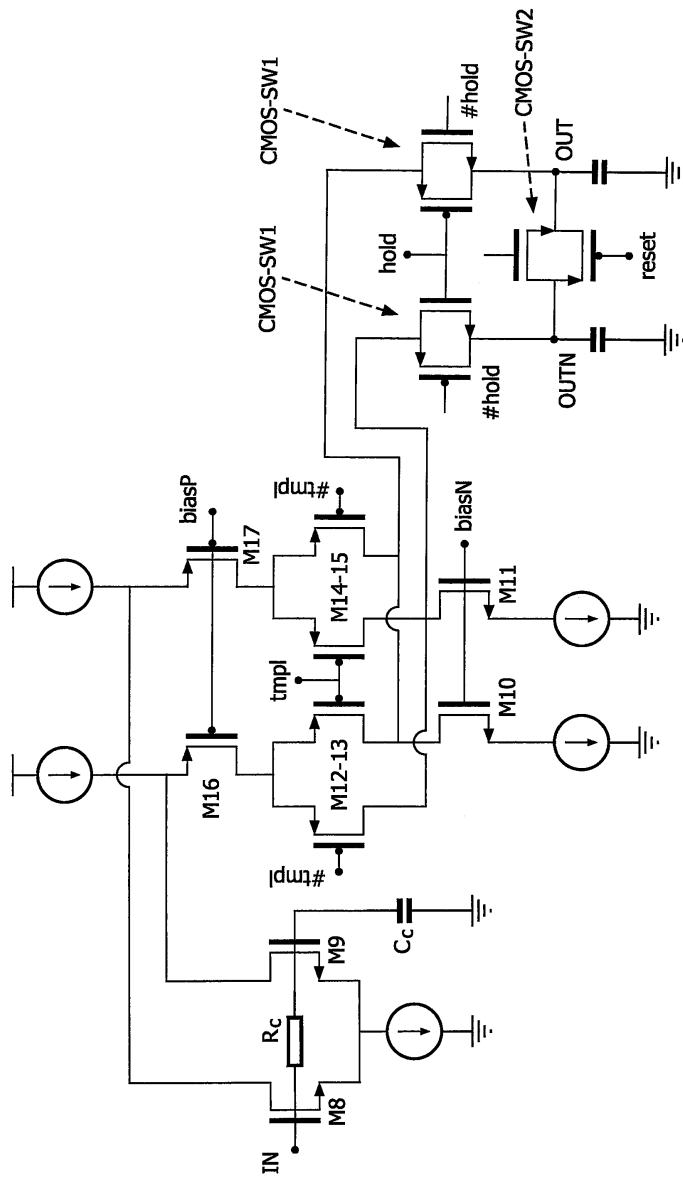 IN
M8
R_C
M9
C_C
M16
biasP
M17
#tmpl
M12-13
tmpl
M14-15
#tmpl
M10
biasN
M11
CMOS-SW1
CMOS-SW1
#hold
hold
#hold
CMOS-SW2
OUTN
OUT
reset